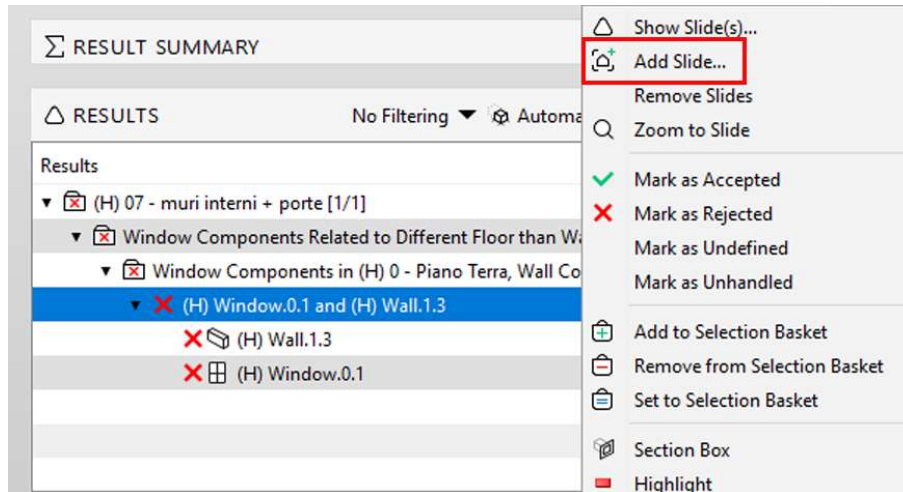 Σ RESULT SUMMARY
RESULTS No Filtering Automa
Results
(H) 07 - muri interni + porte [1/1]
Window Components Related to Different Floor than Wa
Window Components in (H) 0 - Piano Terra, Wall Co
(H) Window.0.1 and (H) Wall.1.3
(H) Wall.1.3
(H) Window.0.1
Show Slide(s)...
Add Slide...
Remove Slides
Zoom to Slide
Mark as Accepted
Mark as Rejected
Mark as Undefined
Mark as Unhandled
Add to Selection Basket
Remove from Selection Basket
Set to Selection Basket
Section Box
Highlight